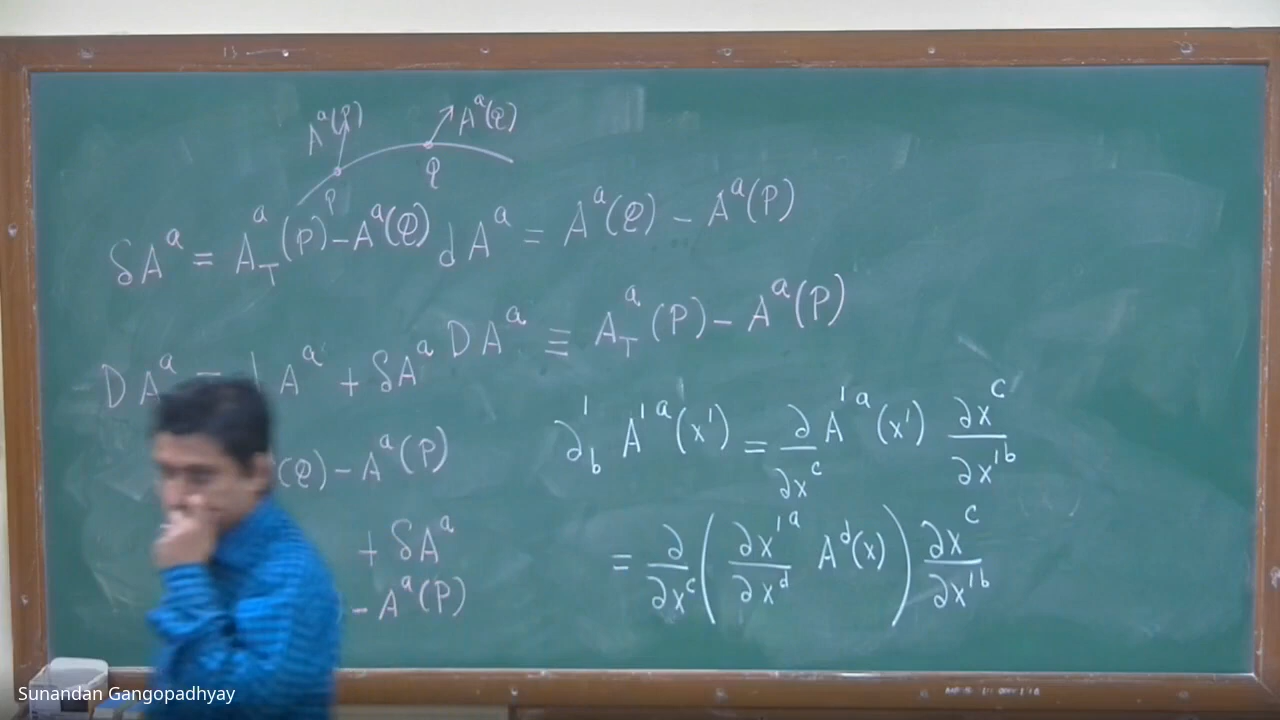 A^a(P) A^a(Q)
P Q
δA^a = A_T^a(P) - A^a(Q) dA^a = A^a(Q) - A^a(P)
DA^a ≡ A_T^a(P) - A^a(P)
DA^a = dA^a + δA^a
∂'_b A'^a(x') = ∂/∂x^c A'^a(x') ∂x^c/∂x'^b
(Q) - A^a(P)
= ∂/∂x^c (∂x'^a/∂x^d A^d(x)) ∂x^c/∂x'^b
+ δA^a
- A^a(P)
Sunandan Gangopadhyay